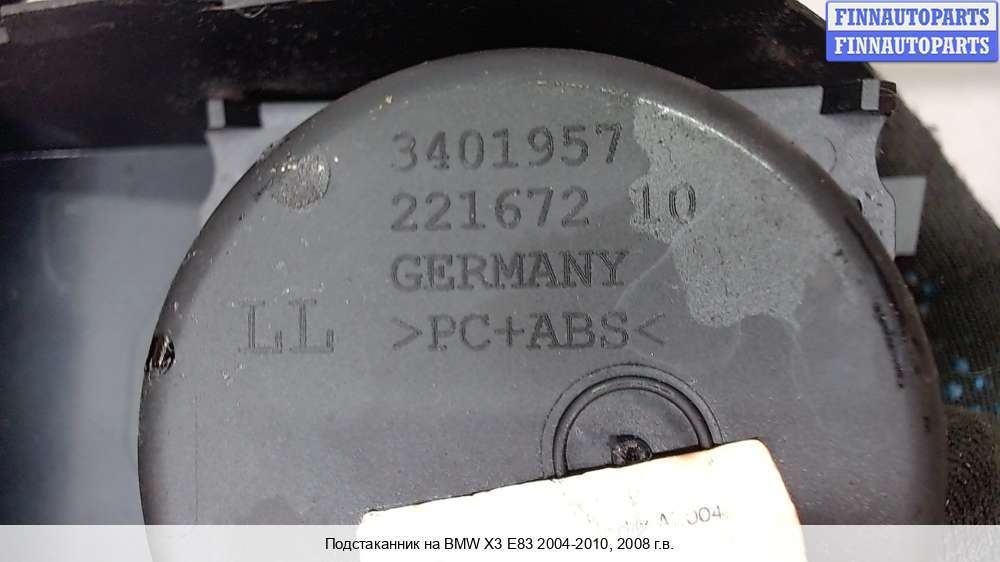 FINNAUTOPARTS
FINNAUTOPARTS
3401957
221672 10
GERMANY
LL >PC+ABS<
Подстаканник на BMW X3 E83 2004-2010, 2008 г.в.